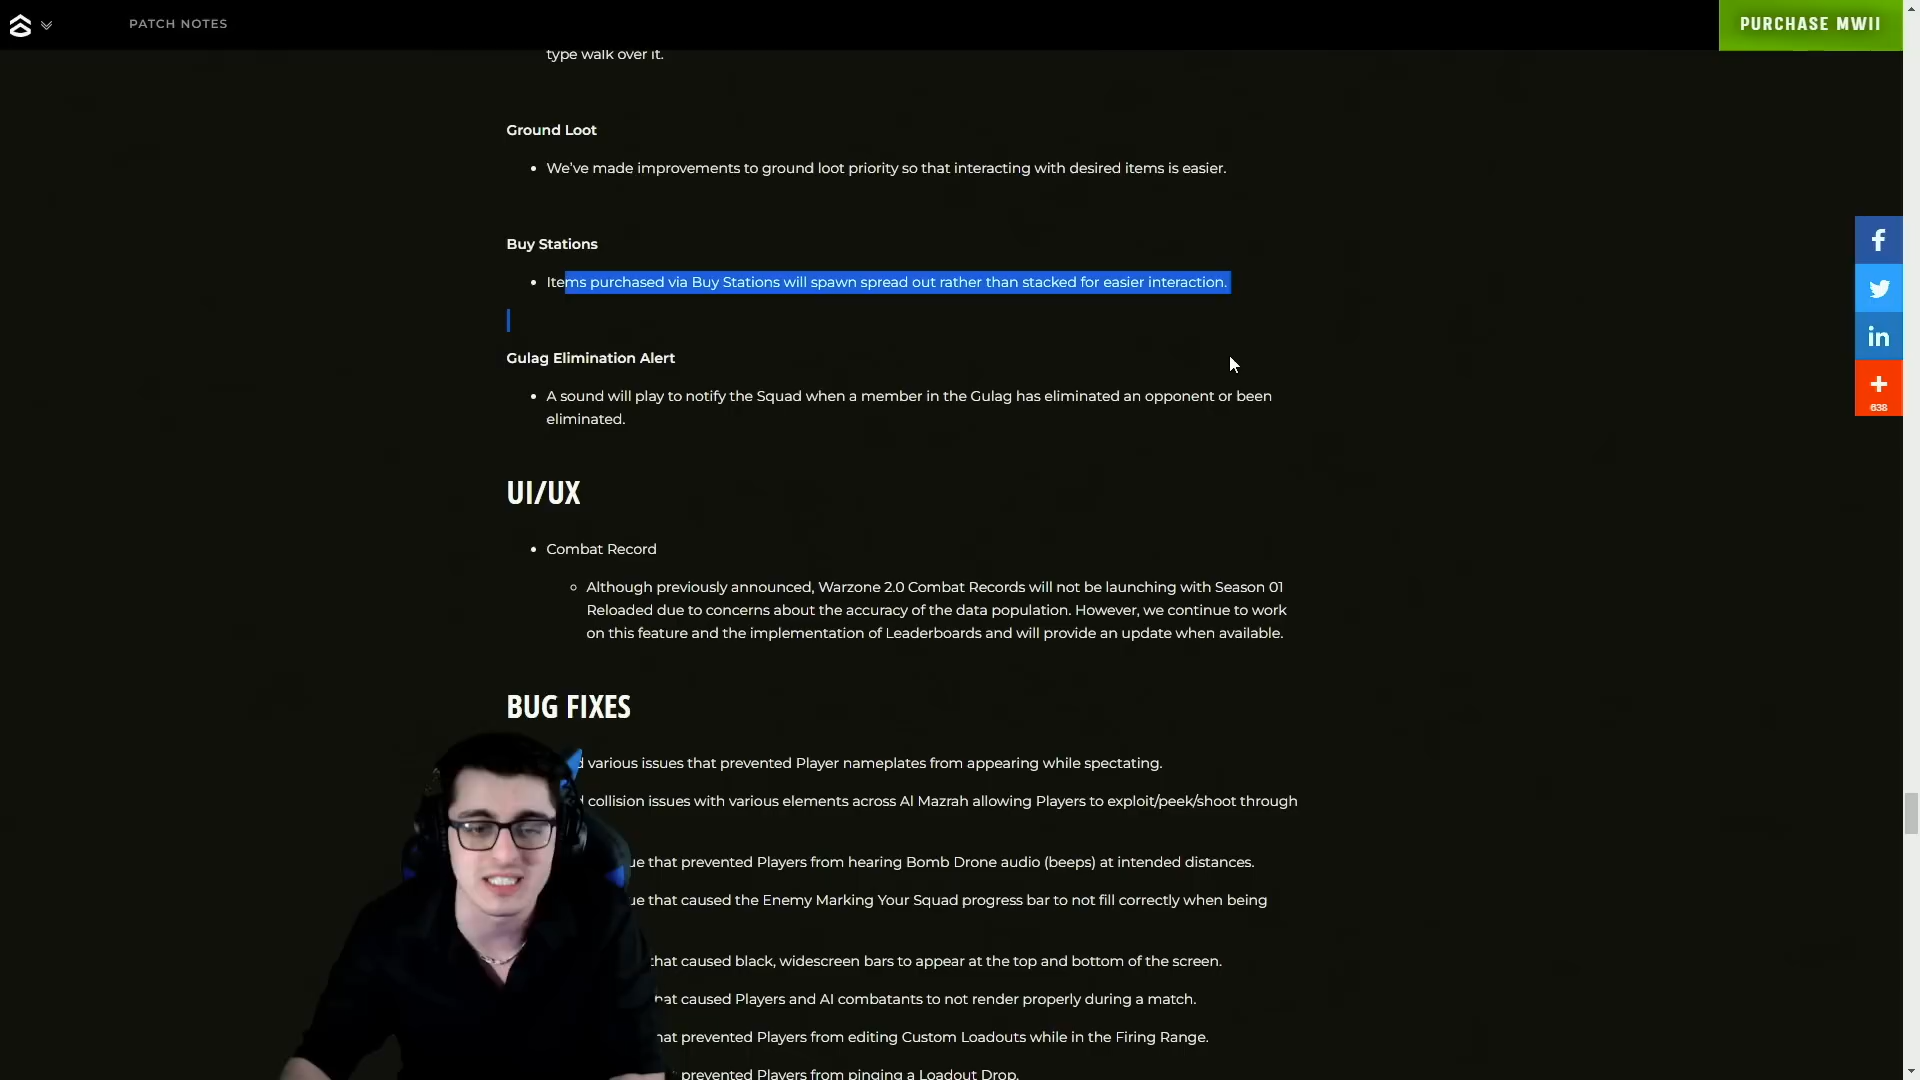 PATCH NOTES
PURCHASE MWII
type walk over it.
Ground Loot
We've made improvements to ground loot priority so that interacting with desired items is easier.
Buy Stations
Items purchased via Buy Stations will spawn spread out rather than stacked for easier interaction.
Gulag Elimination Alert
A sound will play to notify the Squad when a member in the Gulag has eliminated an opponent or been
eliminated.
638
UI/UX
Combat Record
Although previously announced, Warzone 2.0 Combat Records will not be launching with Season 01
Reloaded due to concerns about the accuracy of the data population. However, we continue to work
on this feature and the implementation of Leaderboards and will provide an update when available.
BUG FIXES
various issues that prevented Player nameplates from appearing while spectating.
collision issues with various elements across Al Mazrah allowing Players to exploit/peek/shoot through
that prevented Players from hearing Bomb Drone audio (beeps) at intended distances.
that caused the Enemy Marking Your Squad progress bar to not fill correctly when being
that caused black, widescreen bars to appear at the top and bottom of the screen.
that caused Players and AI combatants to not render properly during a match.
that prevented Players from editing Custom Loadouts while in the Firing Range.
prevented Players from pinging a Loadout Drop.